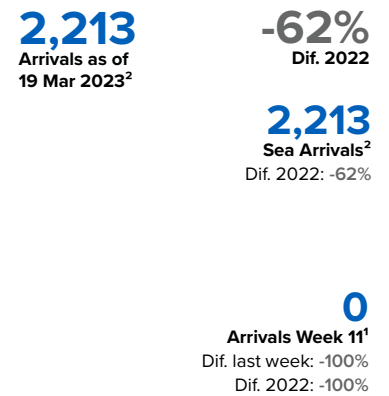 2,213
Arrivals as of
19 Mar 2023²
-62%
Dif. 2022
2,213
Sea Arrivals²
Dif. 2022: -62%
0
Arrivals Week 11¹
Dif. last week: -100%
Dif. 2022: -100%